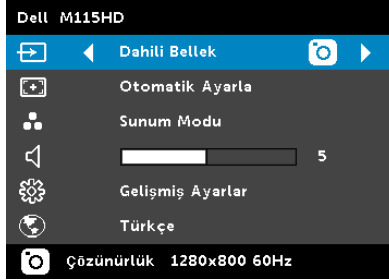 Dell M115HD
Dahili Bellek
Otomatik Ayarla
Sunum Modu
5
Gelişmiş Ayarlar
Türkçe
Çözünürlük 1280x800 60Hz